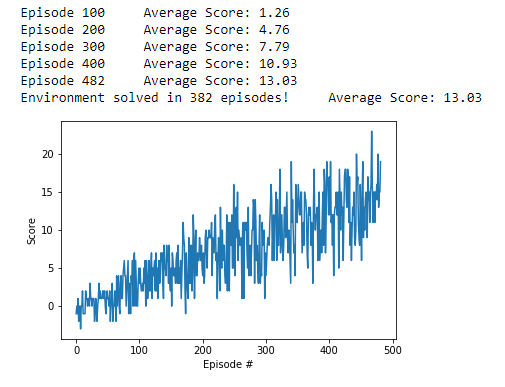 Episode 100 Average Score: 1.26
Episode 200 Average Score: 4.76
Episode 300 Average Score: 7.79
Episode 400 Average Score: 10.93
Episode 482 Average Score: 13.03
Environment solved in 382 episodes! Average Score: 13.03
20
15
10
5
0
Score
0 100 200 300 400 500
Episode #